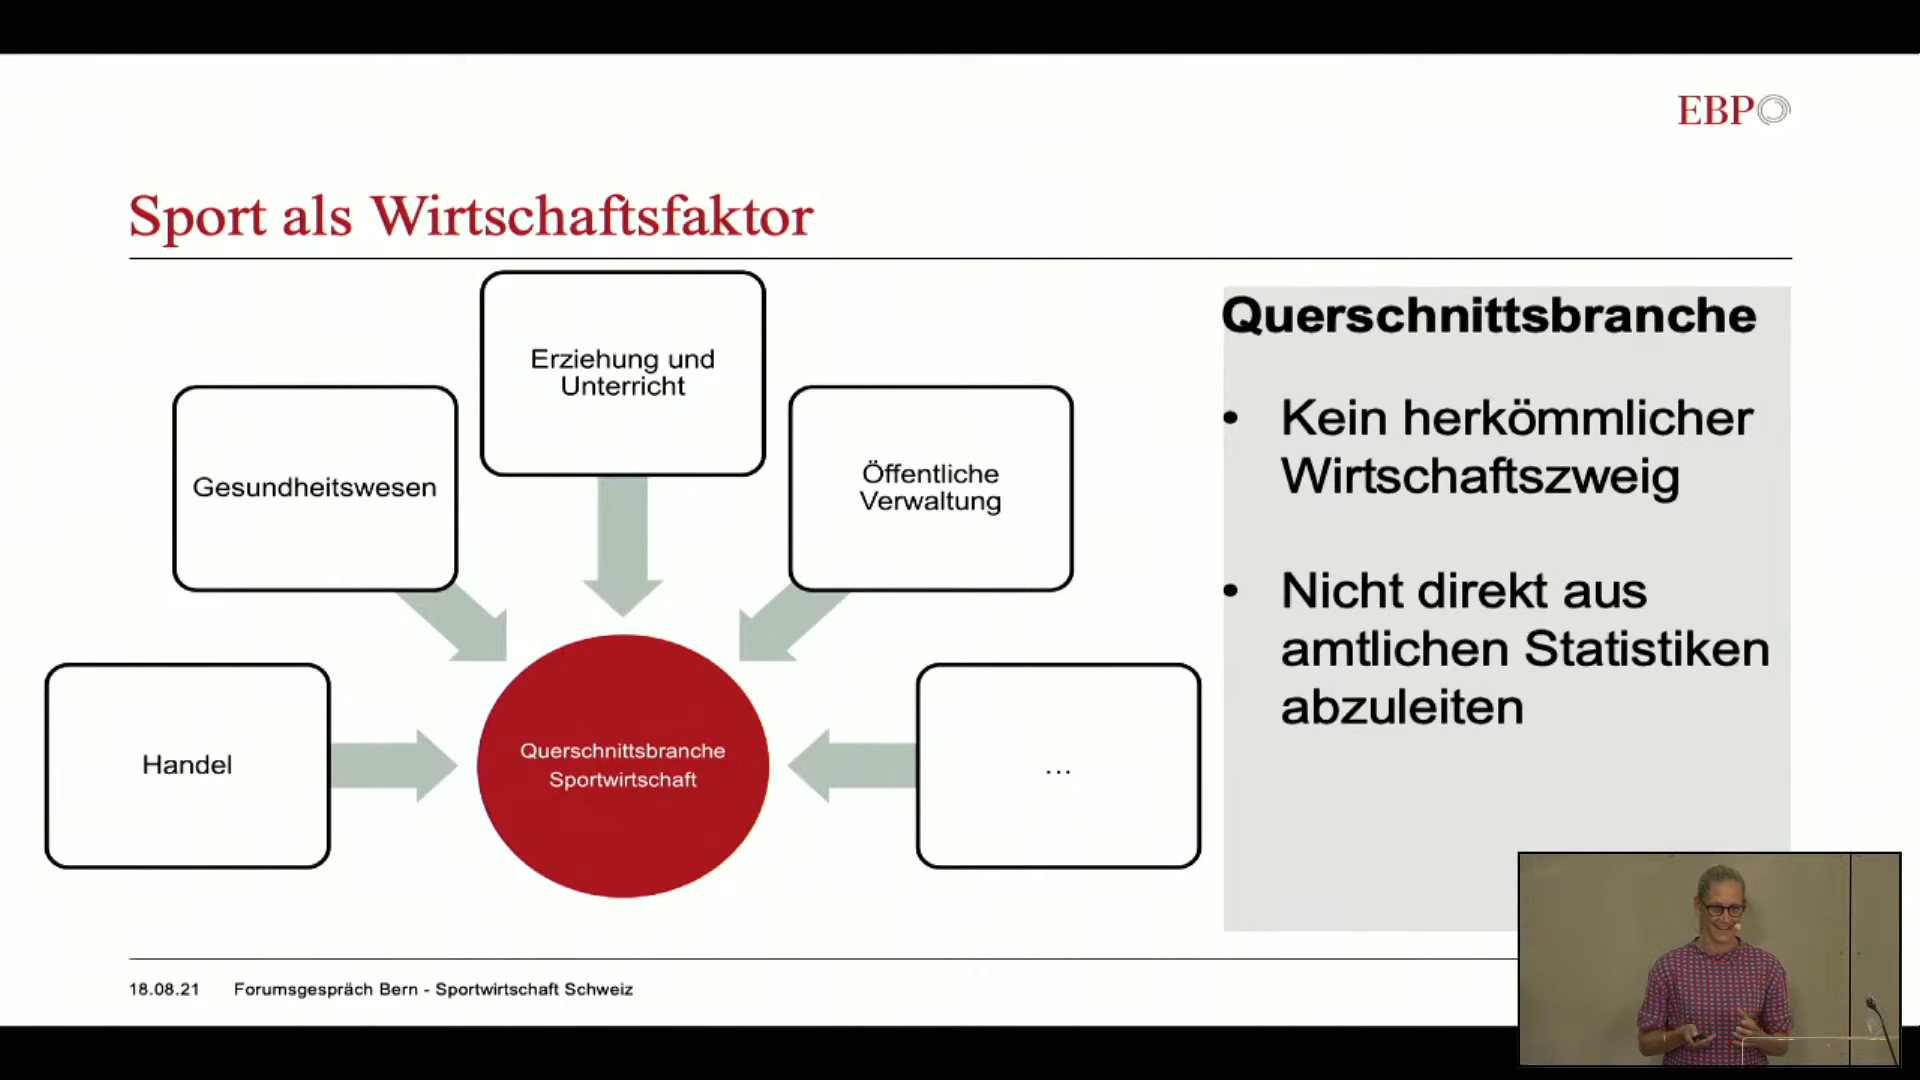 EBP
Sport als Wirtschaftsfaktor
Erziehung und
Unterricht
Gesundheitswesen
Öffentliche
Verwaltung
Handel
Querschnittsbranche
Sportwirtschaft
...
Querschnittsbranche
• Kein herkömmlicher
Wirtschaftszweig
• Nicht direkt aus
amtlichen Statistiken
abzuleiten
18.08.21 Forumsgespräch Bern - Sportwirtschaft Schweiz